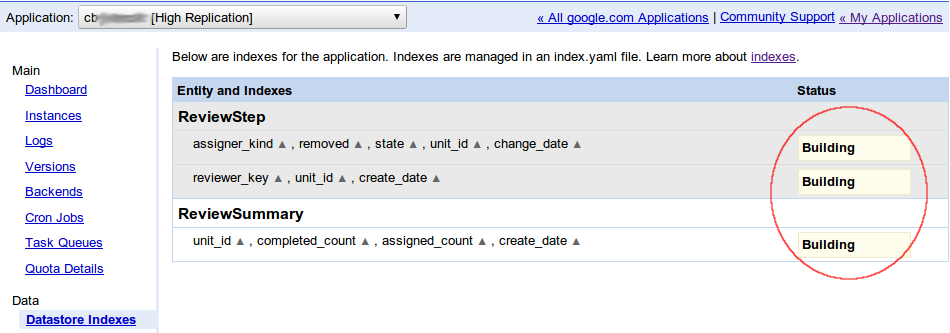 Application: cb [High Replication] « All google.com Applications | Community Support « My Applications
Below are indexes for the application. Indexes are managed in an index.yaml file. Learn more about indexes.
Main
Dashboard
Instances
Logs
Versions
Backends
Cron Jobs
Task Queues
Quota Details
Data
Datastore Indexes
Entity and Indexes Status
ReviewStep
assigner_kind ▲ , removed ▲ , state ▲ , unit_id ▲ , change_date ▲ Building
reviewer_key ▲ , unit_id ▲ , create_date ▲ Building
ReviewSummary
unit_id ▲ , completed_count ▲ , assigned_count ▲ , create_date ▲ Building